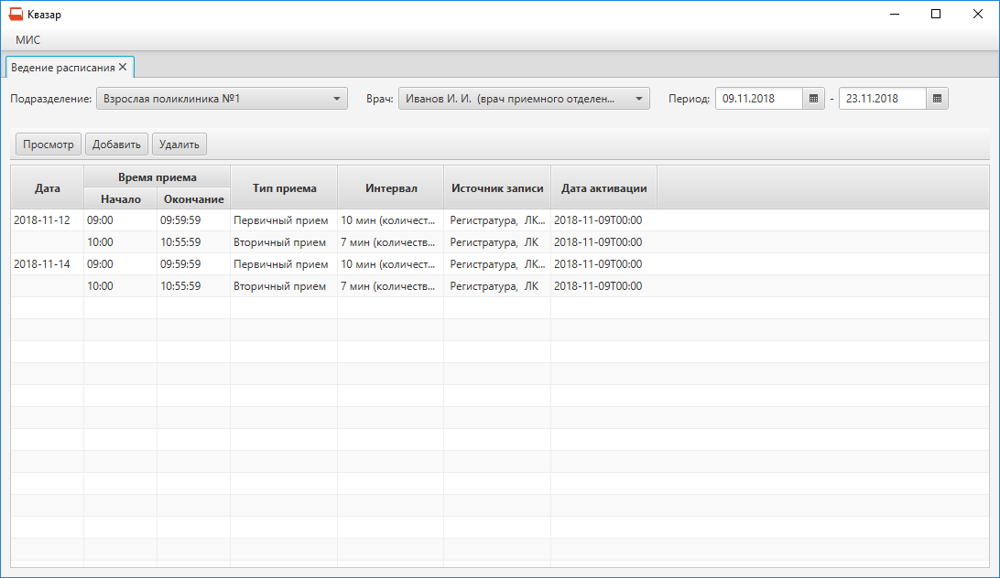 Квазар
МИС
Ведение расписания
Подразделение: Взрослая поликлиника №1 Врач: Иванов И. И. (врач приемного отделен... Период: 09.11.2018 - 23.11.2018
Просмотр Добавить Удалить
Дата Время приема Тип приема Интервал Источник записи Дата активации
Начало Окончание
2018-11-12 09:00 09:59:59 Первичный прием 10 мин (количест... Регистратура, ЛК... 2018-11-09T00:00
10:00 10:55:59 Вторичный прием 7 мин (количеств... Регистратура, ЛК 2018-11-09T00:00
2018-11-14 09:00 09:59:59 Первичный прием 10 мин (количест... Регистратура, ЛК... 2018-11-09T00:00
10:00 10:55:59 Вторичный прием 7 мин (количеств... Регистратура, ЛК 2018-11-09T00:00